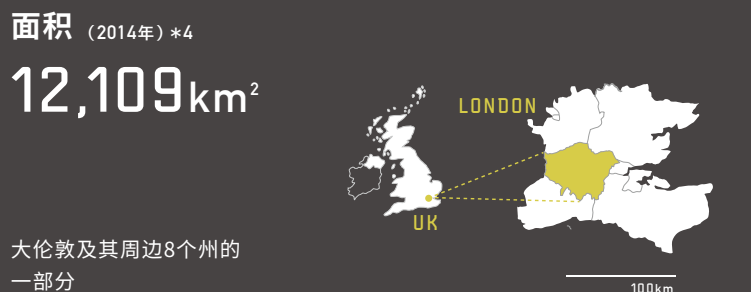 面积 (2014年) *4
12,109km²
LONDON
UK
大伦敦及其周边8个州的
一部分
100km